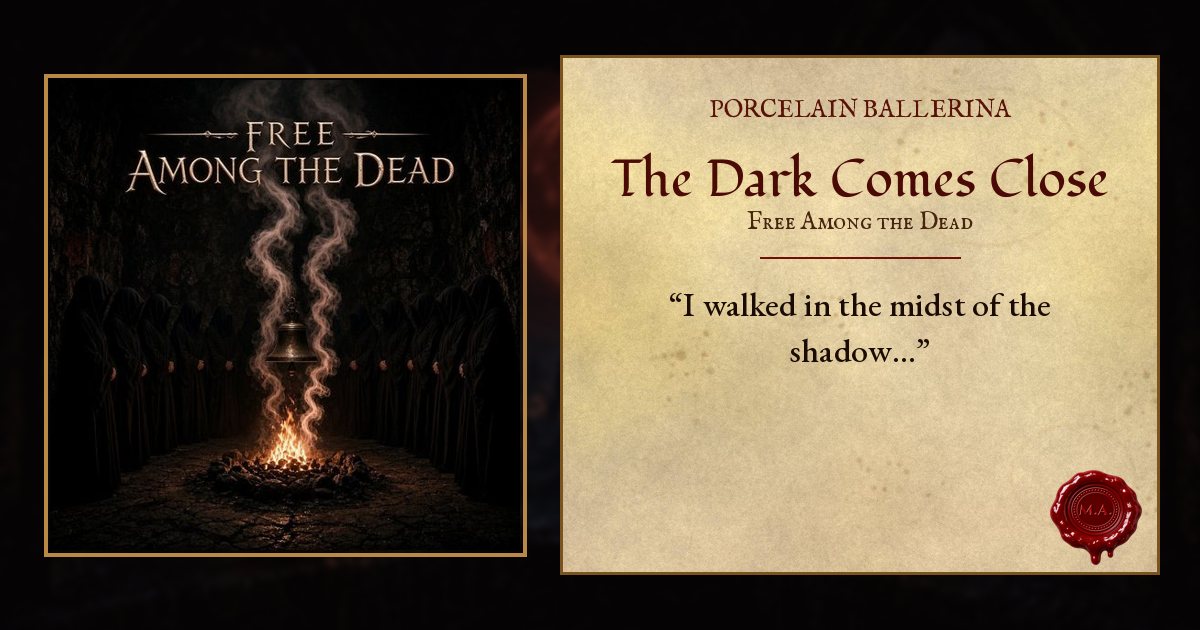 FREE
AMONG THE DEAD
PORCELAIN BALLERINA
The Dark Comes Close
Free Among the Dead
“I walked in the midst of the
shadow...”
M.A.